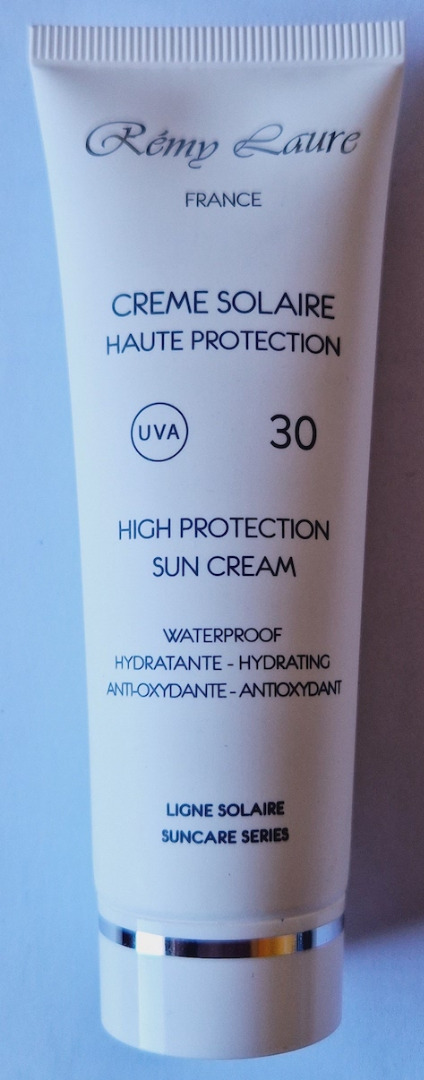 Rémy Laure
FRANCE
CREME SOLAIRE
HAUTE PROTECTION
UVA 30
HIGH PROTECTION
SUN CREAM
WATERPROOF
HYDRATANTE - HYDRATING
ANTI-OXYDANTE - ANTIOXYDANT
LIGNE SOLAIRE
SUNCARE SERIES